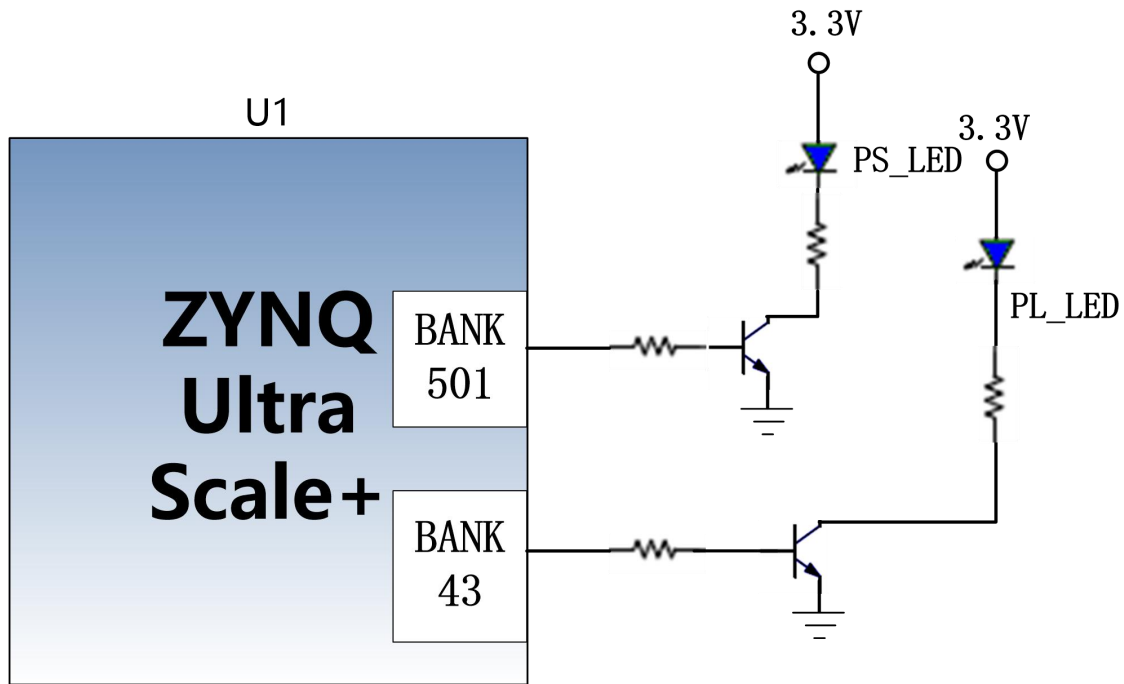 3.3V
U1
3.3V
PS_LED
ZYNQ
Ultra
Scale+
BANK
501
PL_LED
BANK
43